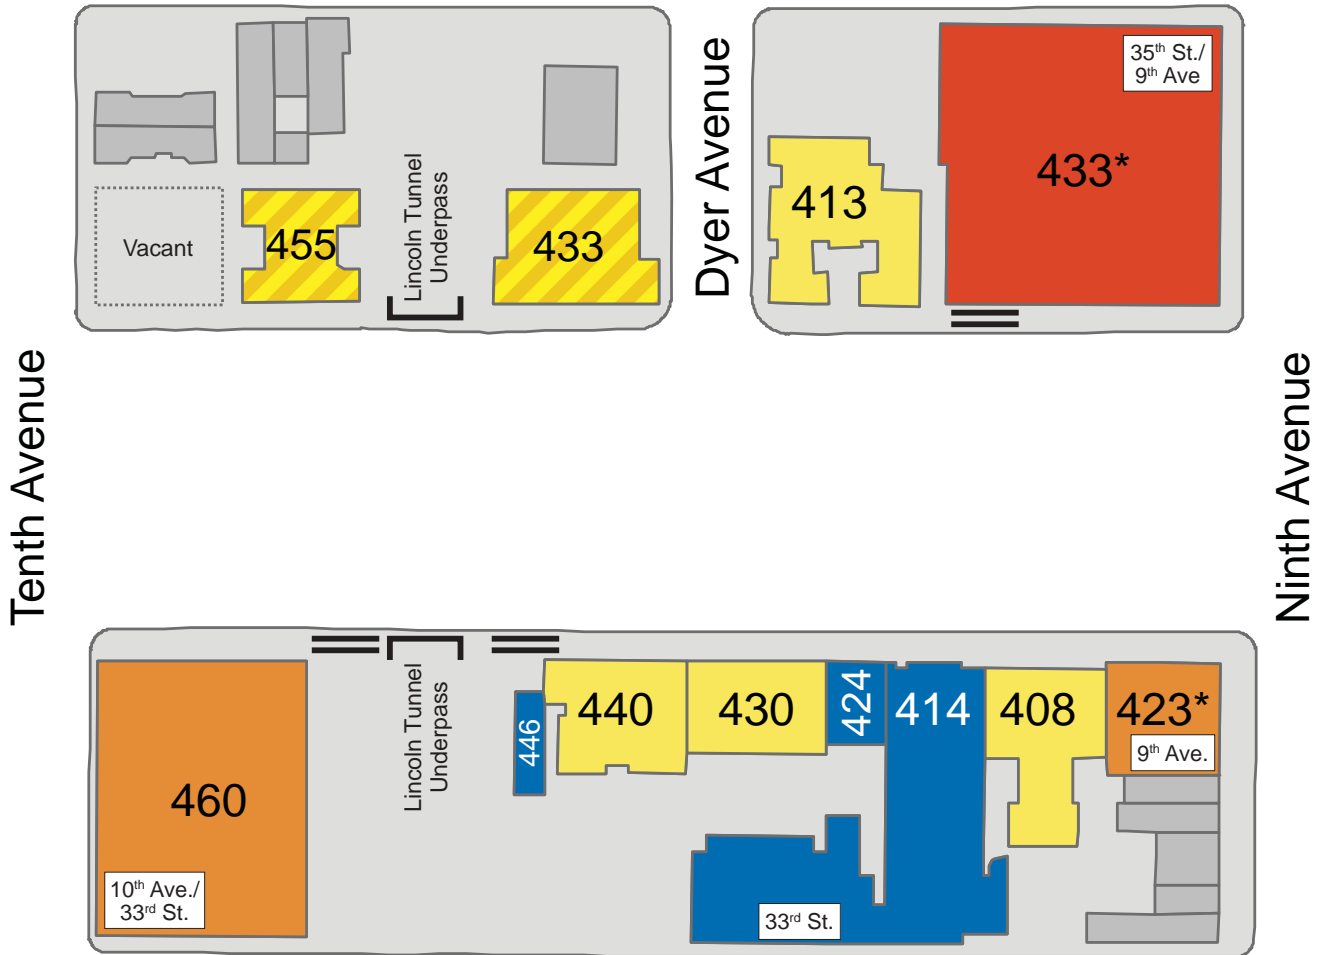 35th St./
9th Ave
433*
413
Dyer Avenue
Lincoln Tunnel
Underpass
Vacant
455
433
Tenth Avenue
Ninth Avenue
440
430
424
414
408
423*
9th Ave.
446
Lincoln Tunnel
Underpass
460
10th Ave./
33rd St.
33rd St.